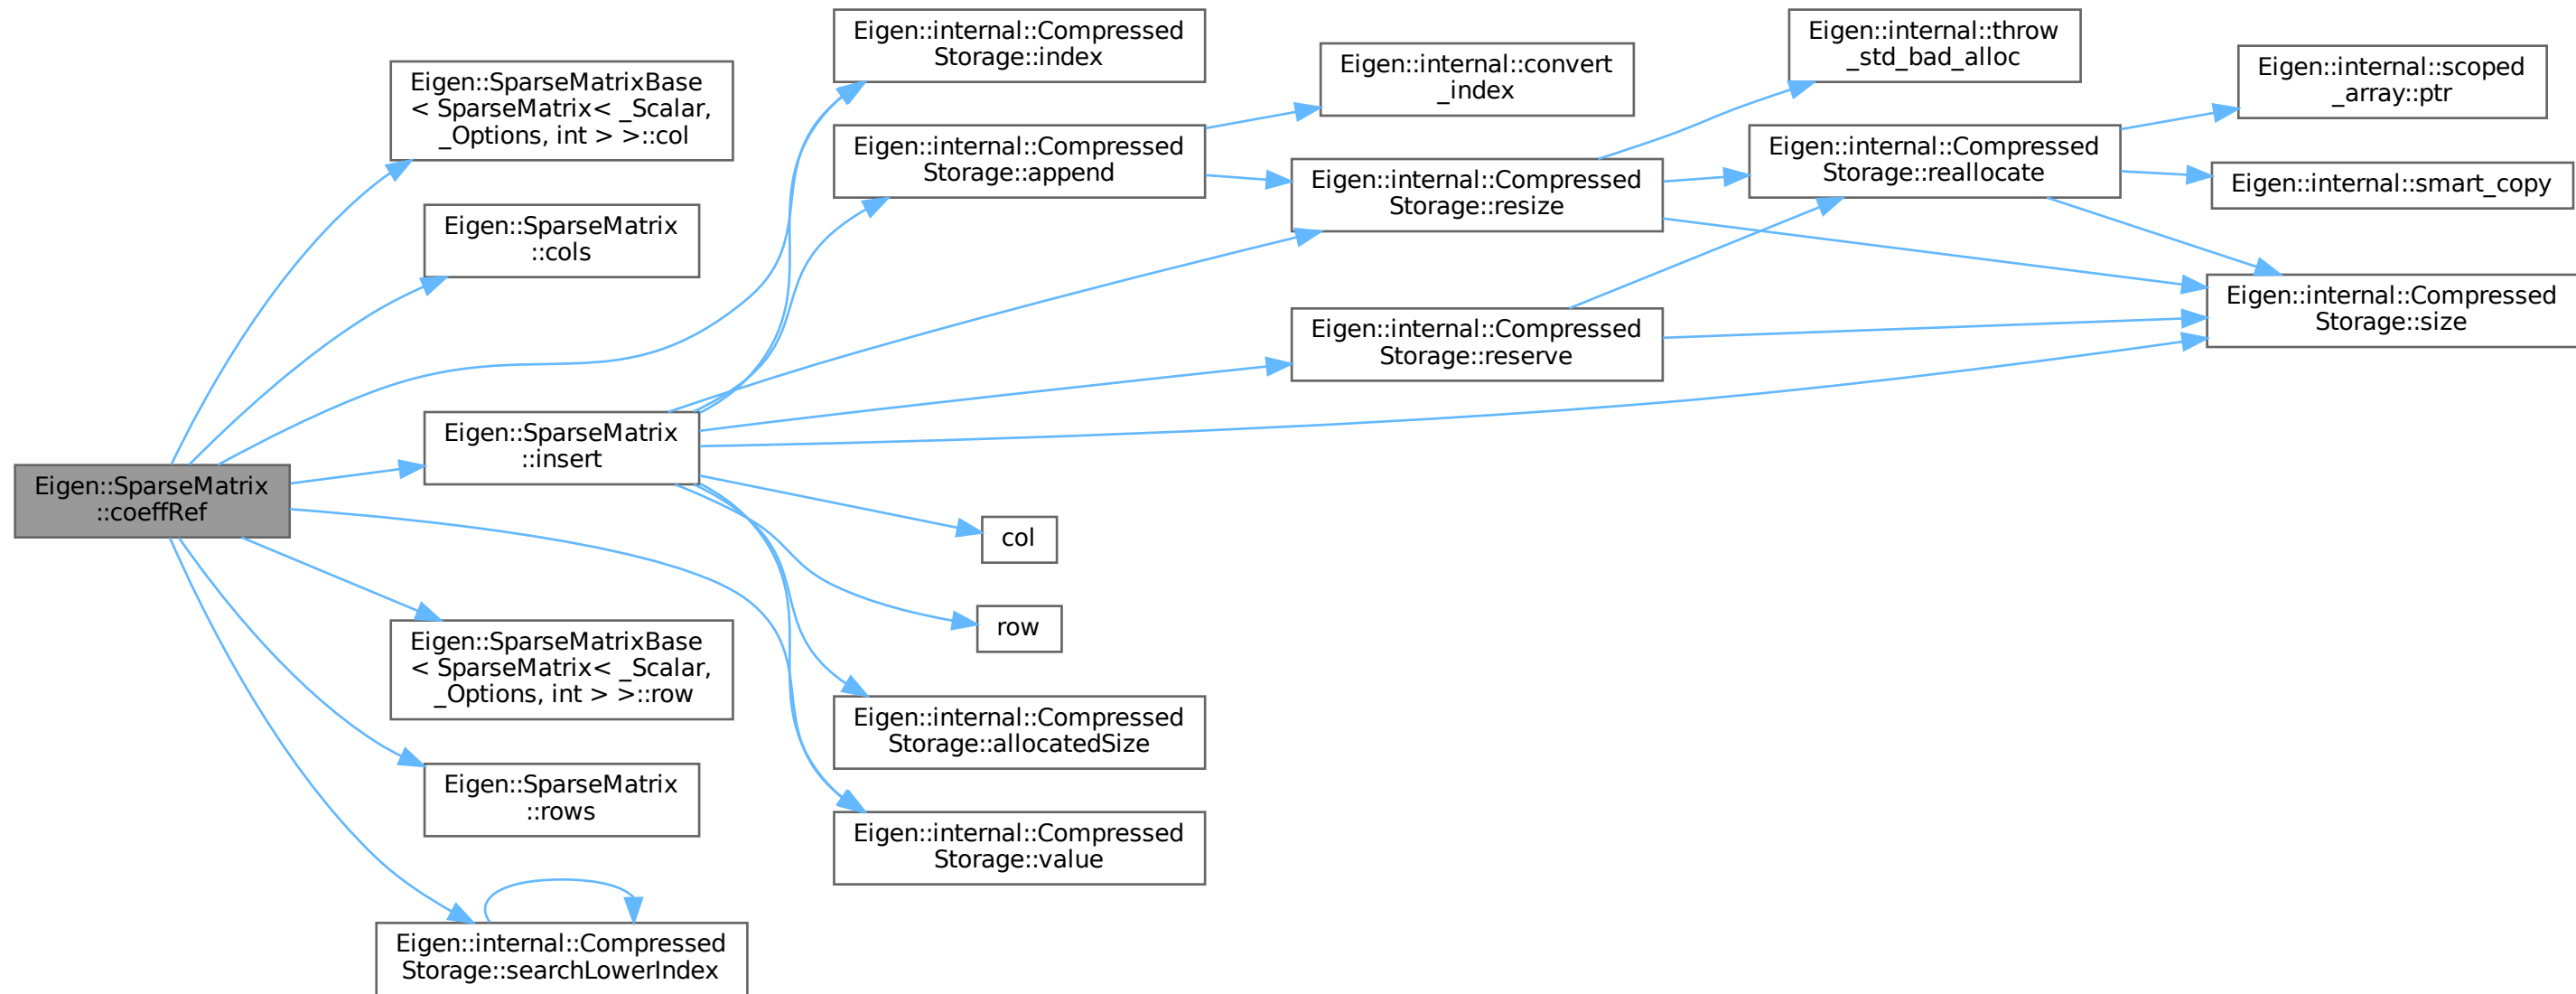 Eigen::SparseMatrix
::coeffRef
Eigen::SparseMatrixBase
< SparseMatrix< _Scalar,
_Options, int > >::col
Eigen::SparseMatrix
::cols
Eigen::SparseMatrix
::insert
Eigen::SparseMatrixBase
< SparseMatrix< _Scalar,
_Options, int > >::row
Eigen::SparseMatrix
::rows
Eigen::internal::Compressed
Storage::searchLowerIndex
Eigen::internal::Compressed
Storage::index
Eigen::internal::Compressed
Storage::append
col
row
Eigen::internal::Compressed
Storage::allocatedSize
Eigen::internal::Compressed
Storage::value
Eigen::internal::convert
_index
Eigen::internal::Compressed
Storage::resize
Eigen::internal::Compressed
Storage::reserve
Eigen::internal::throw
_std_bad_alloc
Eigen::internal::Compressed
Storage::reallocate
Eigen::internal::scoped
_array::ptr
Eigen::internal::smart_copy
Eigen::internal::Compressed
Storage::size